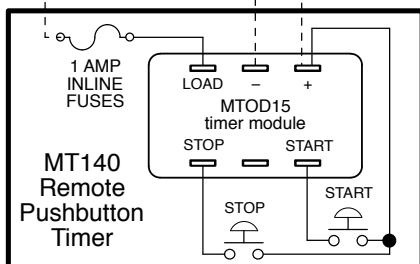 1 AMP
INLINE
FUSES
LOAD – +
MTOD15
timer module
STOP START
MT140
Remote
Pushbutton
Timer
STOP
START